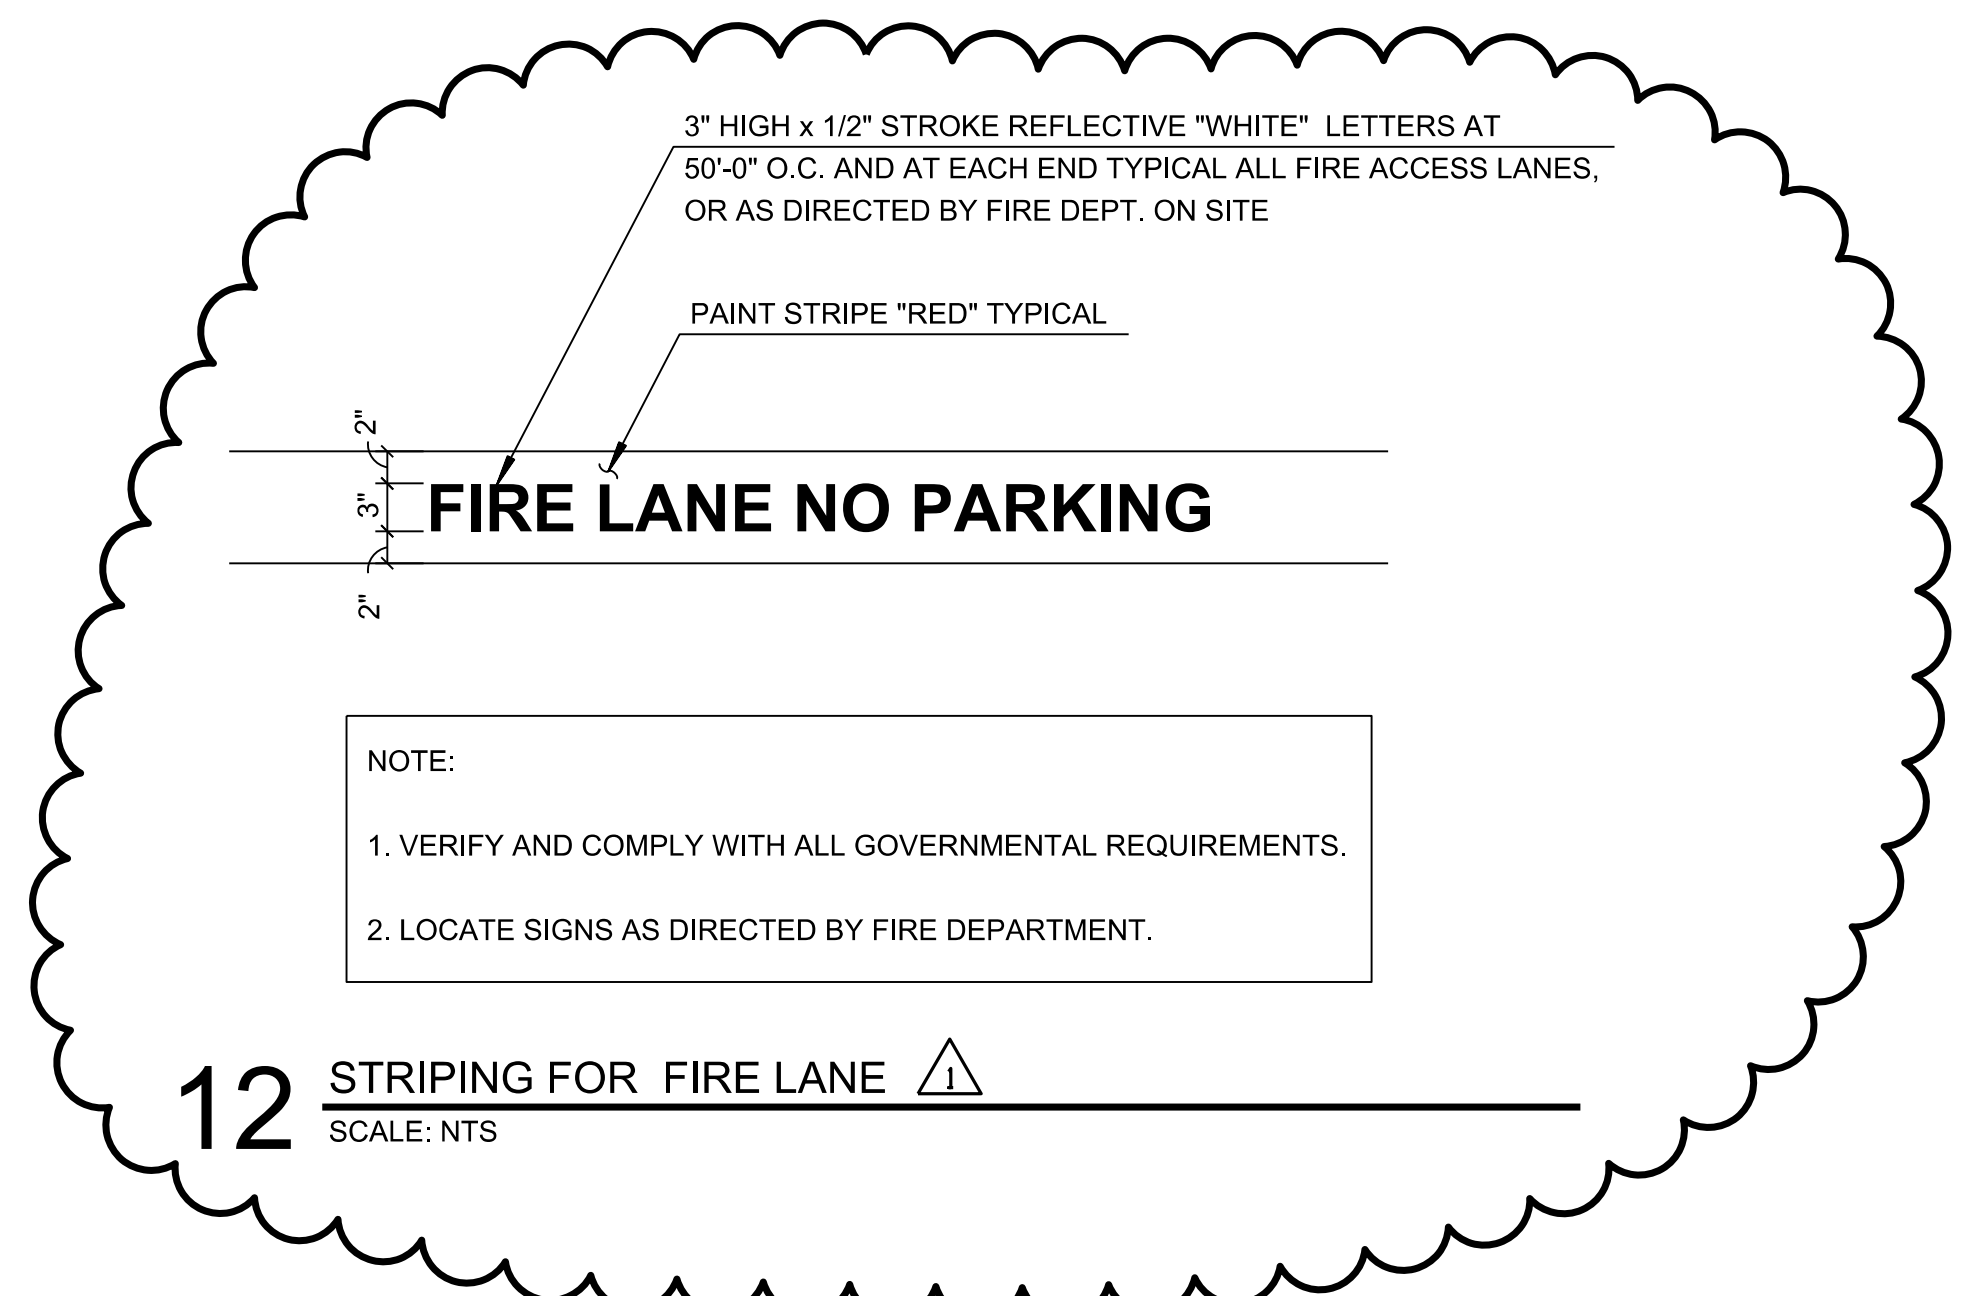 3" HIGH x 1/2" STROKE REFLECTIVE "WHITE" LETTERS AT
50'-0" O.C. AND AT EACH END TYPICAL ALL FIRE ACCESS LANES,
OR AS DIRECTED BY FIRE DEPT. ON SITE
PAINT STRIPE "RED" TYPICAL
2"
3"
2"
FIRE LANE NO PARKING
NOTE:
1. VERIFY AND COMPLY WITH ALL GOVERNMENTAL REQUIREMENTS.
2. LOCATE SIGNS AS DIRECTED BY FIRE DEPARTMENT.
12
STRIPING FOR FIRE LANE
1
SCALE: NTS